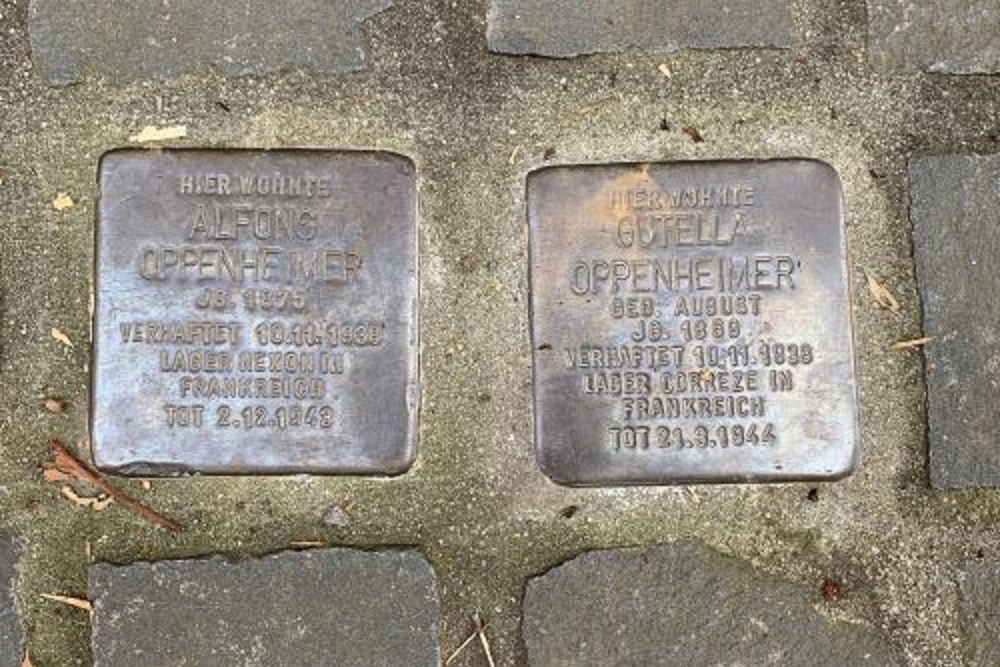 HIER WOHNTE
ALFONS
OPPENHEIMER
JG. 1875
VERHAFTET 10.11.1938
LAGER NEXON IN
FRANKREICH
TOT 2.12.1943
HIER WOHNTE
GUTELLA
OPPENHEIMER
GEB. AUGUST
JG. 1889
VERHAFTET 10.11.1938
LAGER CORREZE IN
FRANKREICH
TOT 21.3.1944